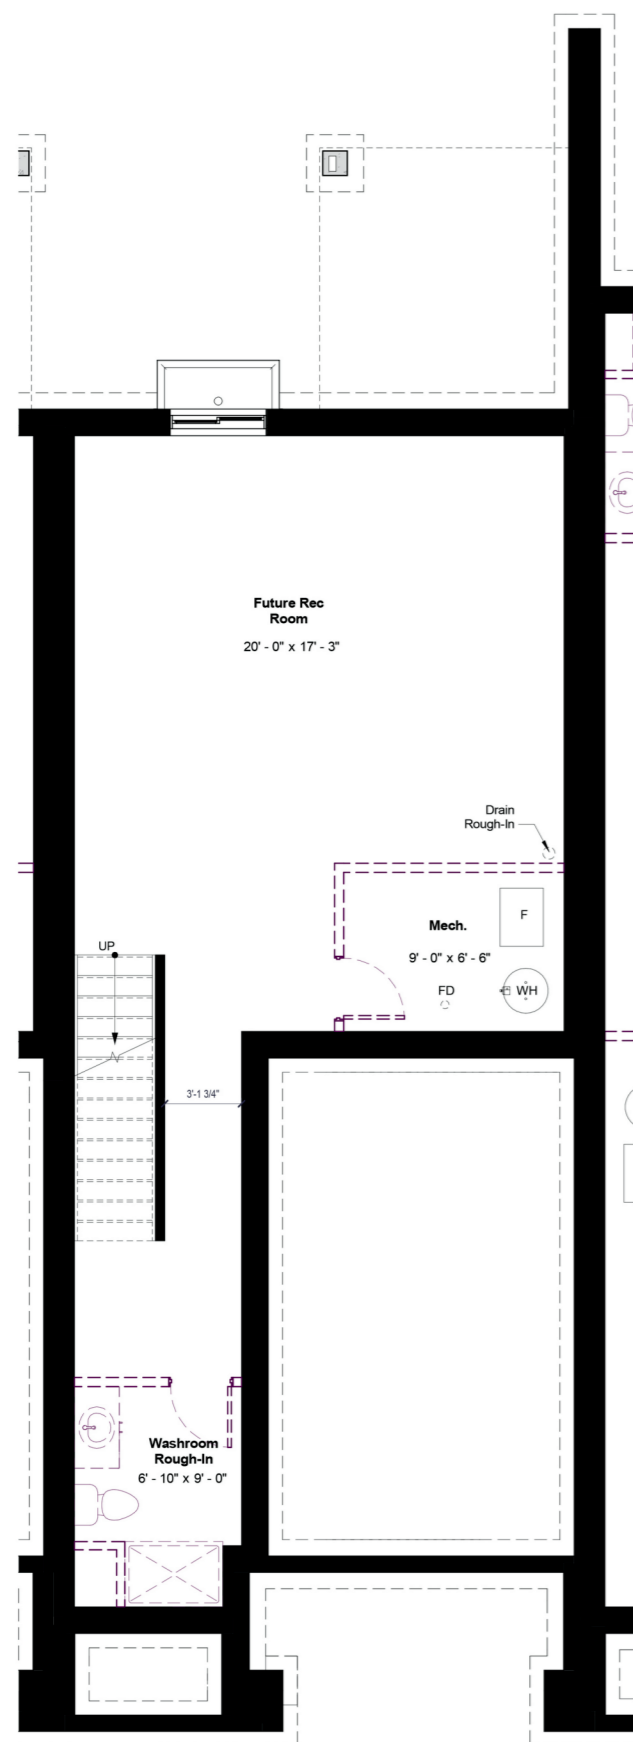 Future Rec
Room
20' - 0" x 17' - 3"
Drain
Rough-In
Mech.
F
9' - 0" x 6' - 6"
UP
FD
WH
3'-1 3/4"
Washroom
Rough-In
6' - 10" x 9' - 0"